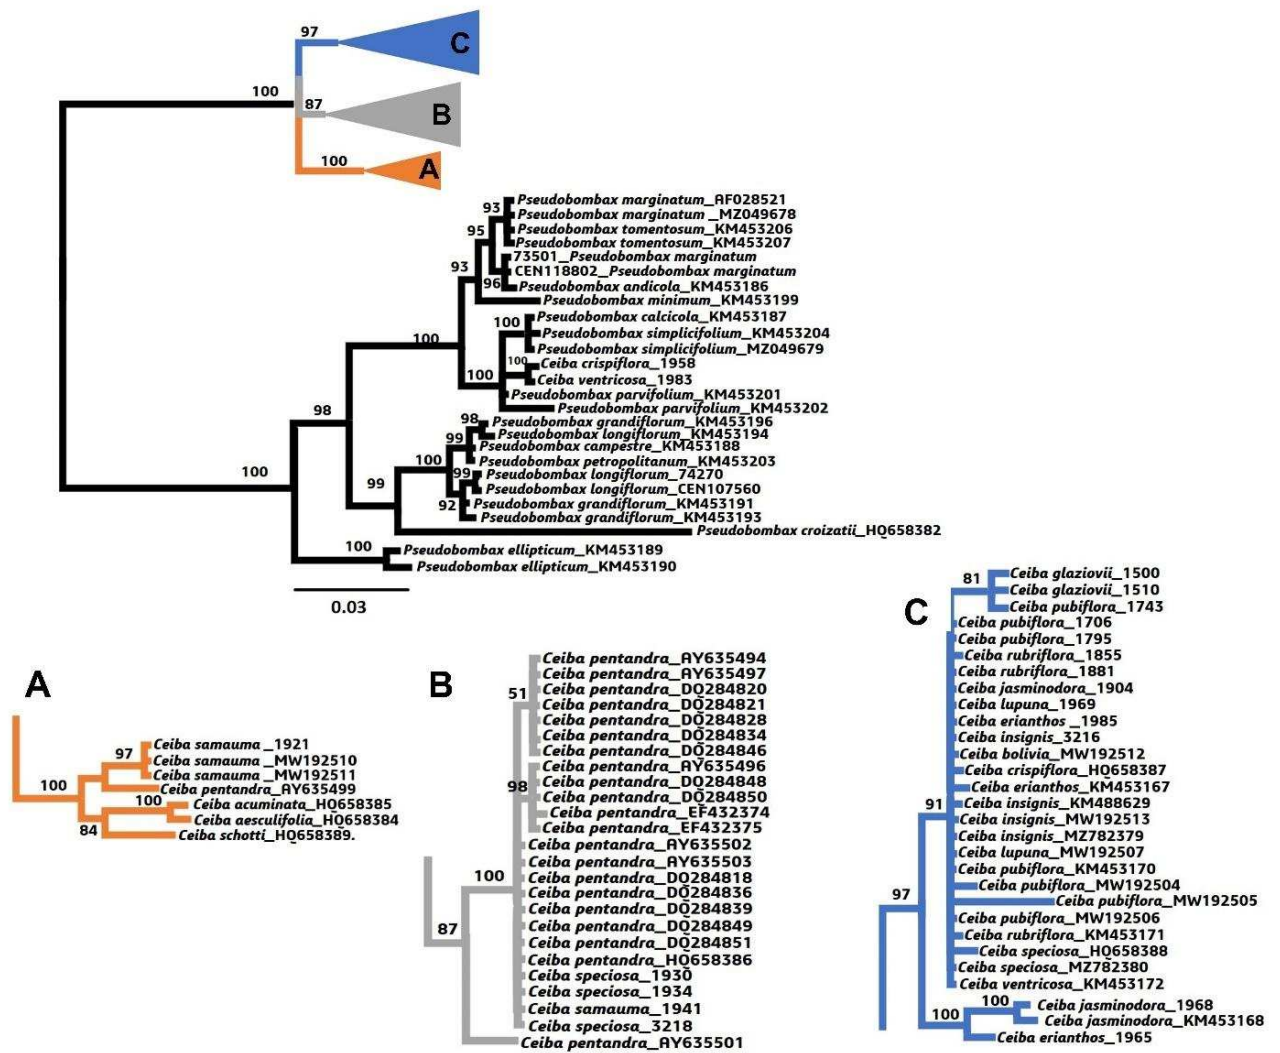 97
C
100
87
B
100
A
Pseudobombax marginatum_AF028521
93
Pseudobombax marginatum _MZ049678
Pseudobombax tomentosum_KM453206
95
Pseudobombax tomentosum_KM453207
73501_Pseudobombax marginatum
93
CEN118802_Pseudobombax marginatum
96
Pseudobombax andicola_KM453186
Pseudobombax minimum_KM453199
Pseudobombax calcicola_KM453187
100
Pseudobombax simplicifolium_KM453204
100
Pseudobombax simplicifolium_MZ049679
100
Ceiba crispiflora_1958
100
Ceiba ventricosa_1983
Pseudobombax parvifolium_KM453201
98
Pseudobombax parvifolium_KM453202
98
Pseudobombax grandiflorum_KM453196
Pseudobombax longiflorum_KM453194
99
Pseudobombax campestre_KM453188
100
Pseudobombax petropolitanum_KM453203
100
99
Pseudobombax longiflorum_74270
99
Pseudobombax longiflorum_CEN107560
92
Pseudobombax grandiflorum_KM453191
Pseudobombax grandiflorum_KM453193
Pseudobombax croizatii_HQ658382
100
Pseudobombax ellipticum_KM453189
Pseudobombax ellipticum_KM453190
0.03
A
Ceiba samauma _1921
97
Ceiba samauma _MW192510
Ceiba samauma _MW192511
100
Ceiba pentandra_AY635499
100
Ceiba acuminata_HQ658385
Ceiba aesculifolia_HQ658384
84
Ceiba schotti_HQ658389.
B
Ceiba pentandra_AY635494
Ceiba pentandra_AY635497
51
Ceiba pentandra_DQ284820
Ceiba pentandra_DQ284821
Ceiba pentandra_DQ284828
Ceiba pentandra_DQ284834
Ceiba pentandra_DQ284846
Ceiba pentandra_AY635496
98
Ceiba pentandra_DQ284848
Ceiba pentandra_DQ284850
Ceiba pentandra_EF432374
Ceiba pentandra_EF432375
Ceiba pentandra_AY635502
Ceiba pentandra_AY635503
100
Ceiba pentandra_DQ284818
Ceiba pentandra_DQ284836
Ceiba pentandra_DQ284839
87
Ceiba pentandra_DQ284849
Ceiba pentandra_DQ284851
Ceiba pentandra_HQ658386
Ceiba speciosa_1930
Ceiba speciosa_1934
Ceiba samauma_1941
Ceiba speciosa_3218
Ceiba pentandra_AY635501
C
81
Ceiba glaziovii_1500
Ceiba glaziovii_1510
Ceiba pubiflora_1743
Ceiba pubiflora_1706
Ceiba pubiflora_1795
Ceiba rubriflora_1855
Ceiba rubriflora_1881
Ceiba jasminodora_1904
Ceiba lupuna_1969
Ceiba erianthos _1985
Ceiba insignis_3216
Ceiba bolivia_MW192512
Ceiba crispiflora_HQ658387
Ceiba erianthos_KM453167
91
Ceiba insignis_KM488629
Ceiba insignis_MW192513
Ceiba insignis_MZ782379
Ceiba lupuna_MW192507
Ceiba pubiflora_KM453170
97
Ceiba pubiflora_MW192504
Ceiba pubiflora_MW192505
Ceiba pubiflora_MW192506
Ceiba rubriflora_KM453171
Ceiba speciosa_HQ658388
Ceiba speciosa_MZ782380
Ceiba ventricosa_KM453172
100
Ceiba jasminodora_1968
100
Ceiba jasminodora_KM453168
Ceiba erianthos_1965